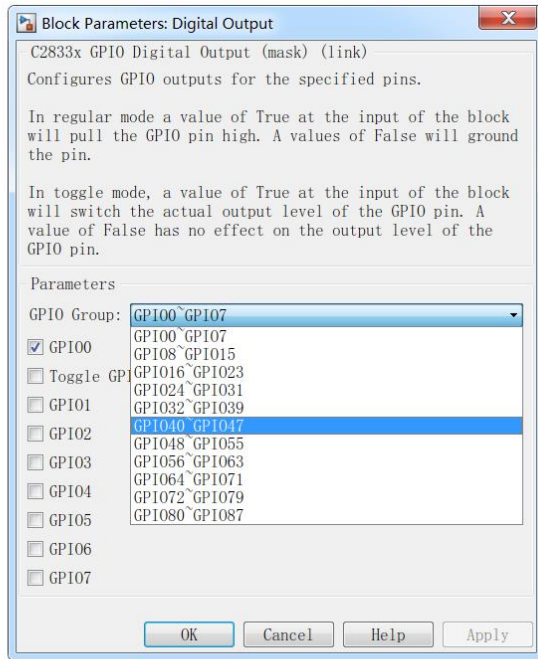 Block Parameters: Digital Output
C2833x GPIO Digital Output (mask) (link)
Configures GPIO outputs for the specified pins.
In regular mode a value of True at the input of the block
will pull the GPIO pin high. A values of False will ground
the pin.
In toggle mode, a value of True at the input of the block
will switch the actual output level of the GPIO pin. A
value of False has no effect on the output level of the
GPIO pin.
Parameters
GPIO Group: GPIO0~GPIO7
GPIO0
GPIO0~GPIO7
GPIO8~GPIO15
Toggle GPI
GPIO16~GPIO23
GPIO24~GPIO31
GPIO1
GPIO32~GPIO39
GPIO40~GPIO47
GPIO2
GPIO48~GPIO55
GPIO3
GPIO56~GPIO63
GPIO64~GPIO71
GPIO4
GPIO72~GPIO79
GPIO5
GPIO80~GPIO87
GPIO6
GPIO7
OK Cancel Help Apply